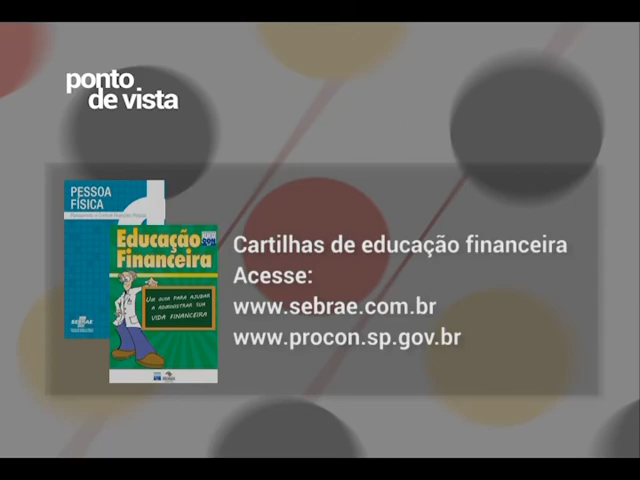 ponto
de vista
PESSOA
FÍSICA
SEBRAE
Educação
Financeira
UM GUIA PARA AJUDAR
A ADMINISTRAR SUA
VIDA FINANCEIRA
Cartilhas de educação financeira
Acesse:
www.sebrae.com.br
www.procon.sp.gov.br